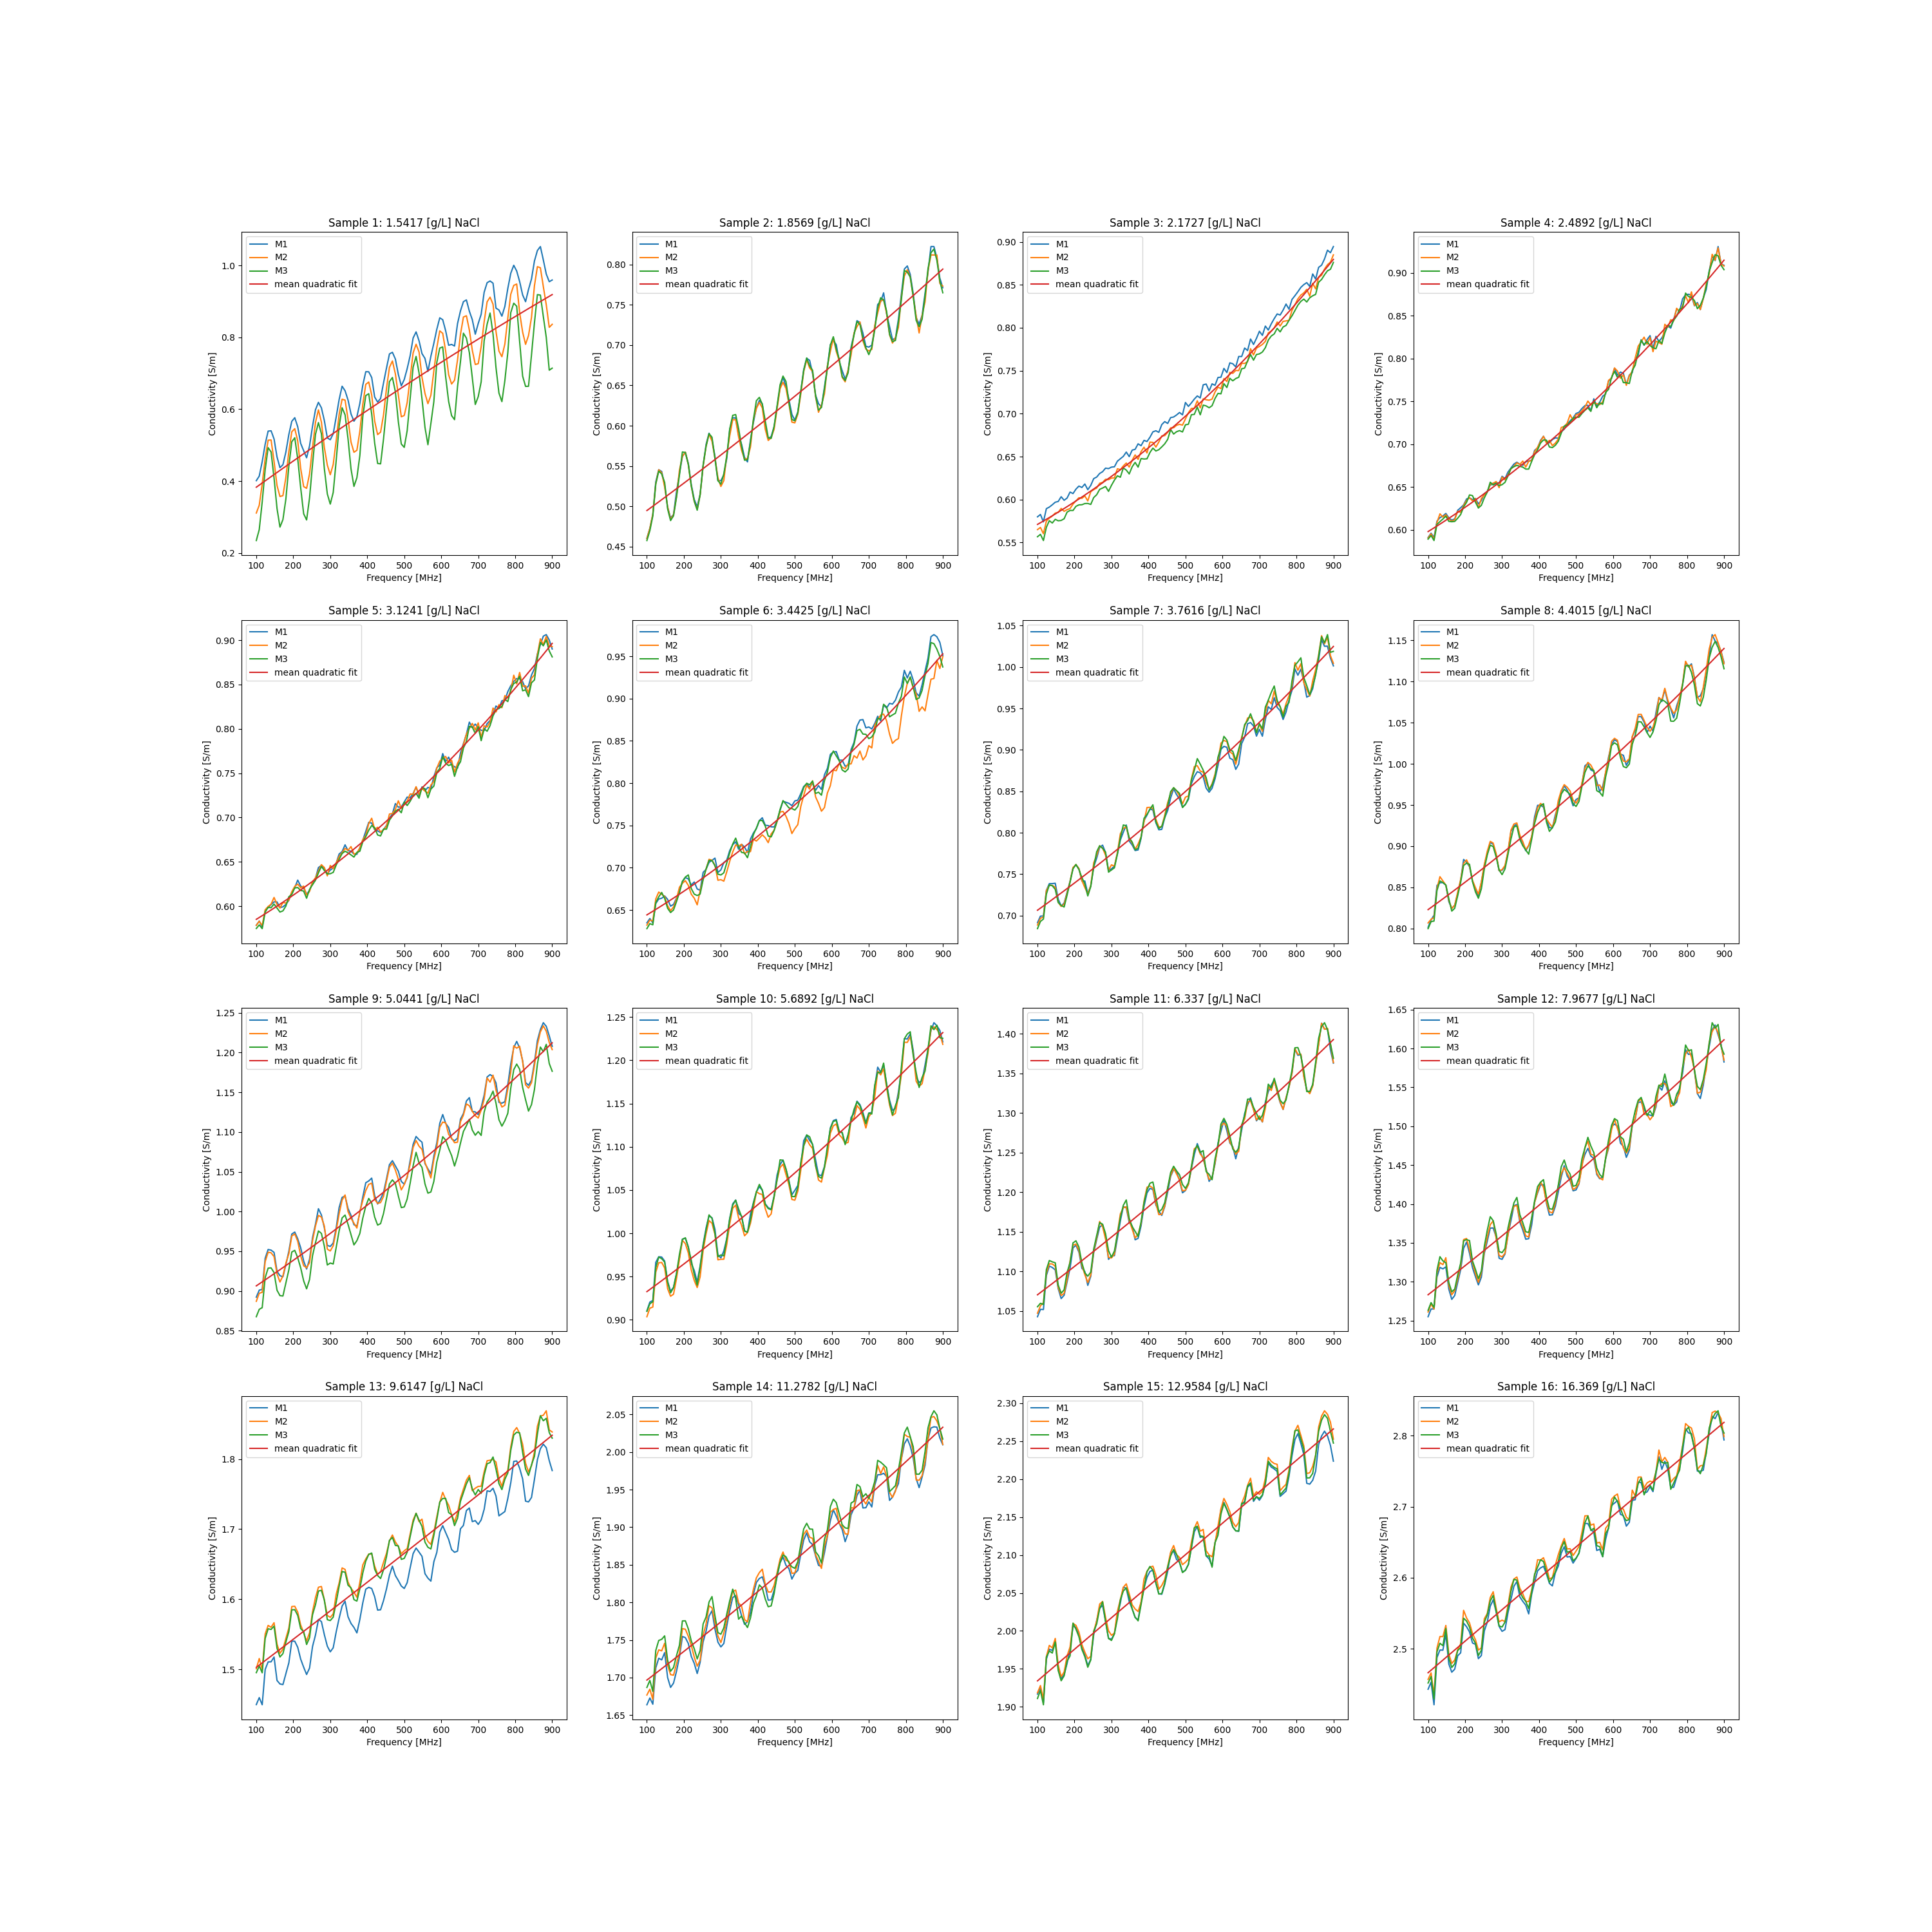 Sample 1: 1.5417 [g/L] NaCl
M1
M2
M3
mean quadratic fit
Conductivity [S/m]
1.0
0.8
0.6
0.4
0.2
100 200 300 400 500 600 700 800 900
Frequency [MHz]
Sample 2: 1.8569 [g/L] NaCl
M1
M2
M3
mean quadratic fit
Conductivity [S/m]
0.80
0.75
0.70
0.65
0.60
0.55
0.50
0.45
100 200 300 400 500 600 700 800 900
Frequency [MHz]
Sample 3: 2.1727 [g/L] NaCl
M1
M2
M3
mean quadratic fit
Conductivity [S/m]
0.90
0.85
0.80
0.75
0.70
0.65
0.60
0.55
100 200 300 400 500 600 700 800 900
Frequency [MHz]
Sample 4: 2.4892 [g/L] NaCl
M1
M2
M3
mean quadratic fit
Conductivity [S/m]
0.90
0.85
0.80
0.75
0.70
0.65
0.60
100 200 300 400 500 600 700 800 900
Frequency [MHz]
Sample 5: 3.1241 [g/L] NaCl
M1
M2
M3
mean quadratic fit
Conductivity [S/m]
0.90
0.85
0.80
0.75
0.70
0.65
0.60
100 200 300 400 500 600 700 800 900
Frequency [MHz]
Sample 6: 3.4425 [g/L] NaCl
M1
M2
M3
mean quadratic fit
Conductivity [S/m]
0.95
0.90
0.85
0.80
0.75
0.70
0.65
100 200 300 400 500 600 700 800 900
Frequency [MHz]
Sample 7: 3.7616 [g/L] NaCl
M1
M2
M3
mean quadratic fit
Conductivity [S/m]
1.05
1.00
0.95
0.90
0.85
0.80
0.75
0.70
100 200 300 400 500 600 700 800 900
Frequency [MHz]
Sample 8: 4.4015 [g/L] NaCl
M1
M2
M3
mean quadratic fit
Conductivity [S/m]
1.15
1.10
1.05
1.00
0.95
0.90
0.85
0.80
100 200 300 400 500 600 700 800 900
Frequency [MHz]
Sample 9: 5.0441 [g/L] NaCl
M1
M2
M3
mean quadratic fit
Conductivity [S/m]
1.25
1.20
1.15
1.10
1.05
1.00
0.95
0.90
0.85
100 200 300 400 500 600 700 800 900
Frequency [MHz]
Sample 10: 5.6892 [g/L] NaCl
M1
M2
M3
mean quadratic fit
Conductivity [S/m]
1.25
1.20
1.15
1.10
1.05
1.00
0.95
0.90
100 200 300 400 500 600 700 800 900
Frequency [MHz]
Sample 11: 6.337 [g/L] NaCl
M1
M2
M3
mean quadratic fit
Conductivity [S/m]
1.40
1.35
1.30
1.25
1.20
1.15
1.10
1.05
100 200 300 400 500 600 700 800 900
Frequency [MHz]
Sample 12: 7.9677 [g/L] NaCl
M1
M2
M3
mean quadratic fit
Conductivity [S/m]
1.65
1.60
1.55
1.50
1.45
1.40
1.35
1.30
1.25
100 200 300 400 500 600 700 800 900
Frequency [MHz]
Sample 13: 9.6147 [g/L] NaCl
M1
M2
M3
mean quadratic fit
Conductivity [S/m]
1.8
1.7
1.6
1.5
100 200 300 400 500 600 700 800 900
Frequency [MHz]
Sample 14: 11.2782 [g/L] NaCl
M1
M2
M3
mean quadratic fit
Conductivity [S/m]
2.05
2.00
1.95
1.90
1.85
1.80
1.75
1.70
1.65
100 200 300 400 500 600 700 800 900
Frequency [MHz]
Sample 15: 12.9584 [g/L] NaCl
M1
M2
M3
mean quadratic fit
Conductivity [S/m]
2.30
2.25
2.20
2.15
2.10
2.05
2.00
1.95
1.90
100 200 300 400 500 600 700 800 900
Frequency [MHz]
Sample 16: 16.369 [g/L] NaCl
M1
M2
M3
mean quadratic fit
Conductivity [S/m]
2.8
2.7
2.6
2.5
100 200 300 400 500 600 700 800 900
Frequency [MHz]